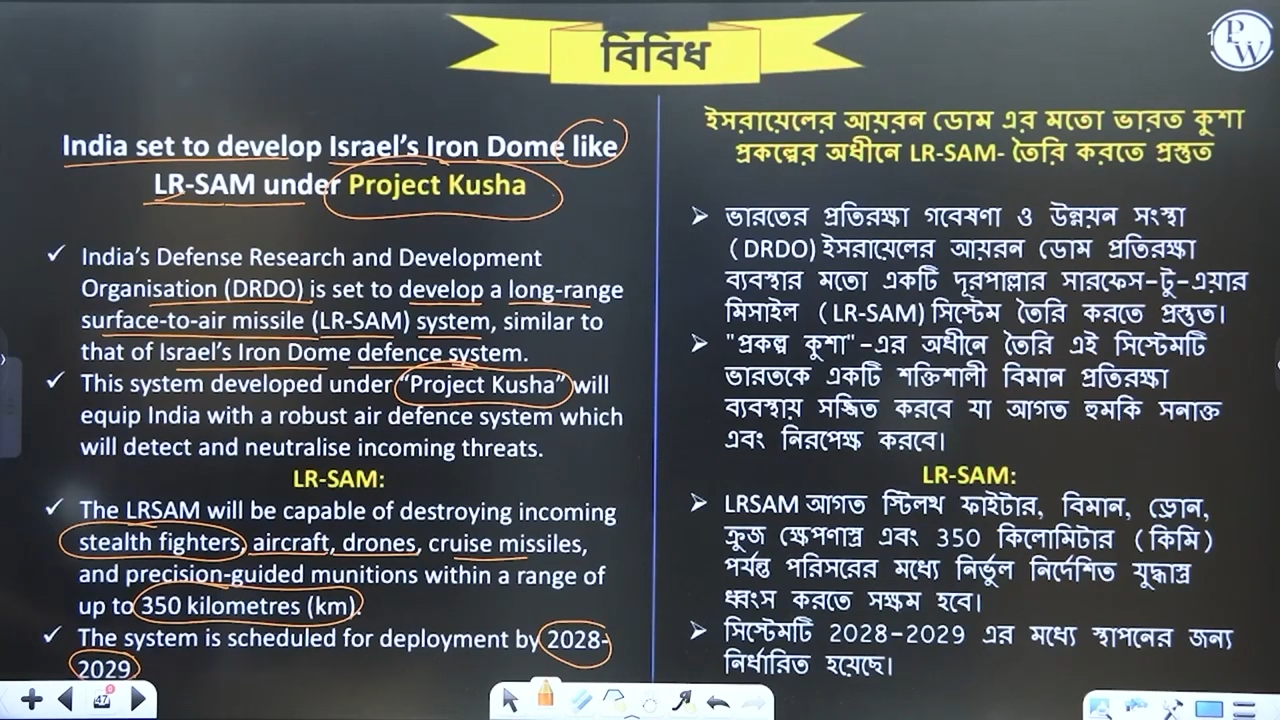 বিবিধ
PW
India set to develop Israel's Iron Dome like
LR-SAM under Project Kusha
✓ India's Defense Research and Development
Organisation (DRDO) is set to develop a long-range
surface-to-air missile (LR-SAM) system, similar to
that of Israel's Iron Dome defence system.
✓ This system developed under “Project Kusha” will
equip India with a robust air defence system which
will detect and neutralise incoming threats.
LR-SAM:
✓ The LRSAM will be capable of destroying incoming
stealth fighters, aircraft, drones, cruise missiles,
and precision-guided munitions within a range of
up to 350 kilometres (km).
✓ The system is scheduled for deployment by 2028-
2029
ইসরায়েলের আয়রন ডোম এর মতো ভারত কুশা
প্রকল্পের অধীনে LR-SAM- তৈরি করতে প্রস্তুত
➢ ভারতের প্রতিরক্ষা গবেষণা ও উন্নয়ন সংস্থা
(DRDO) ইসরায়েলের আয়রন ডোম প্রতিরক্ষা
ব্যবস্থার মতো একটি দূরপাল্লার সারফেস-টু-এয়ার
মিসাইল (LR-SAM) সিস্টেম তৈরি করতে প্রস্তুত।
➢ "প্রকল্প কুশা"-এর অধীনে তৈরি এই সিস্টেমটি
ভারতকে একটি শক্তিশালী বিমান প্রতিরক্ষা
ব্যবস্থায় সজ্জিত করবে যা আগত হুমকি সনাক্ত
এবং নিরপেক্ষ করবে।
LR-SAM:
➢ LRSAM আগত স্টিলথ ফাইটার, বিমান, ড্রোন,
ক্রুজ ক্ষেপণাস্ত্র এবং 350 কিলোমিটার (কিমি)
পর্যন্ত পরিসরের মধ্যে নির্ভুল নির্দেশিত যুদ্ধাস্ত্র
ধ্বংস করতে সক্ষম হবে।
➢ সিস্টেমটি 2028-2029 এর মধ্যে স্থাপনের জন্য
নির্ধারিত হয়েছে।
47